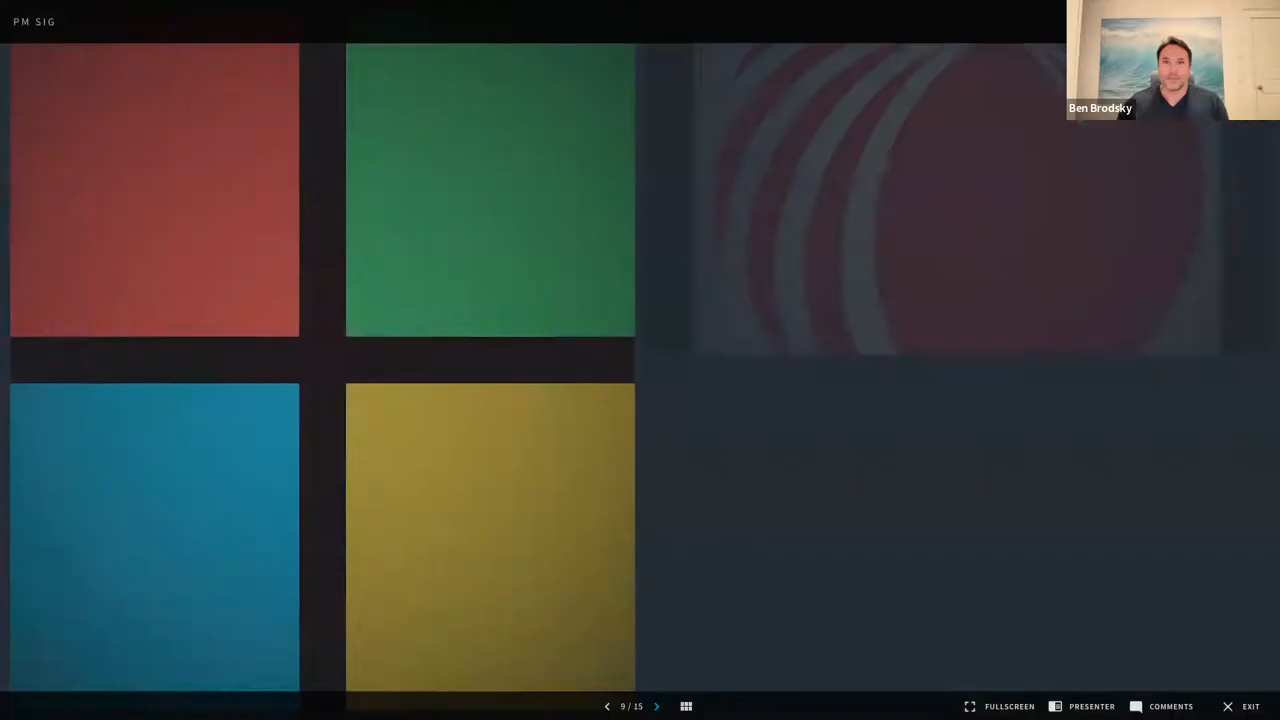 PM SIG
Ben Brodsky
9 / 15
FULLSCREEN
PRESENTER
COMMENTS
EXIT